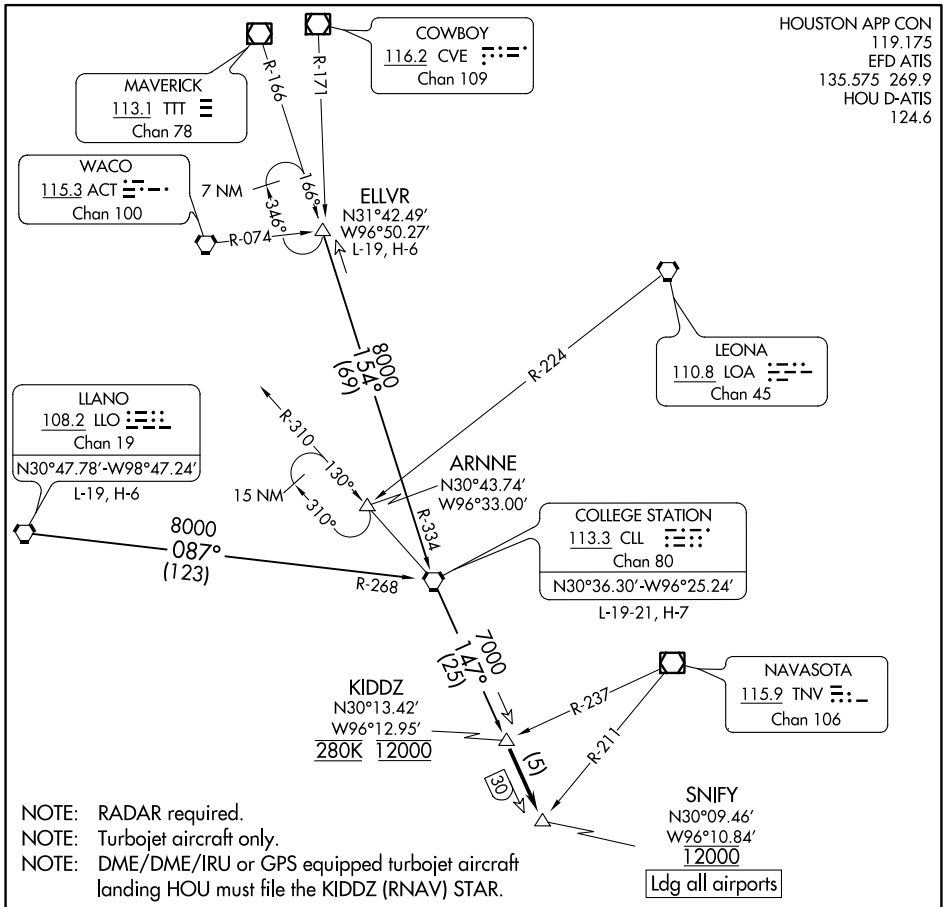 HOUSTON APP CON
119.175
EFD ATIS
135.575 269.9
HOU D-ATIS
124.6
COWBOY
116.2 CVE
Chan 109
MAVERICK
113.1 TTT
Chan 78
R-166
R-171
WACO
115.3 ACT
Chan 100
7 NM
166°
346°
R-074
ELLVR
N31°42.49'
W96°50.27'
L-19, H-6
LEONA
110.8 LOA
Chan 45
R-224
8000
154°
(69)
LLANO
108.2 LLO
Chan 19
N30°47.78'-W98°47.24'
L-19, H-6
R-310
130°
15 NM
310°
ARNNE
N30°43.74'
W96°33.00'
R-334
8000
087°
(123)
R-268
COLLEGE STATION
113.3 CLL
Chan 80
N30°36.30'-W96°25.24'
L-19-21, H-7
7000
147°
(25)
NAVASOTA
115.9 TNV
Chan 106
R-237
R-211
KIDDZ
N30°13.42'
W96°12.95'
280K 12000
(5)
30
SNIFY
N30°09.46'
W96°10.84'
12000
Ldg all airports
NOTE: RADAR required.
NOTE: Turbojet aircraft only.
NOTE: DME/DME/IRU or GPS equipped turbojet aircraft
landing HOU must file the KIDDZ (RNAV) STAR.